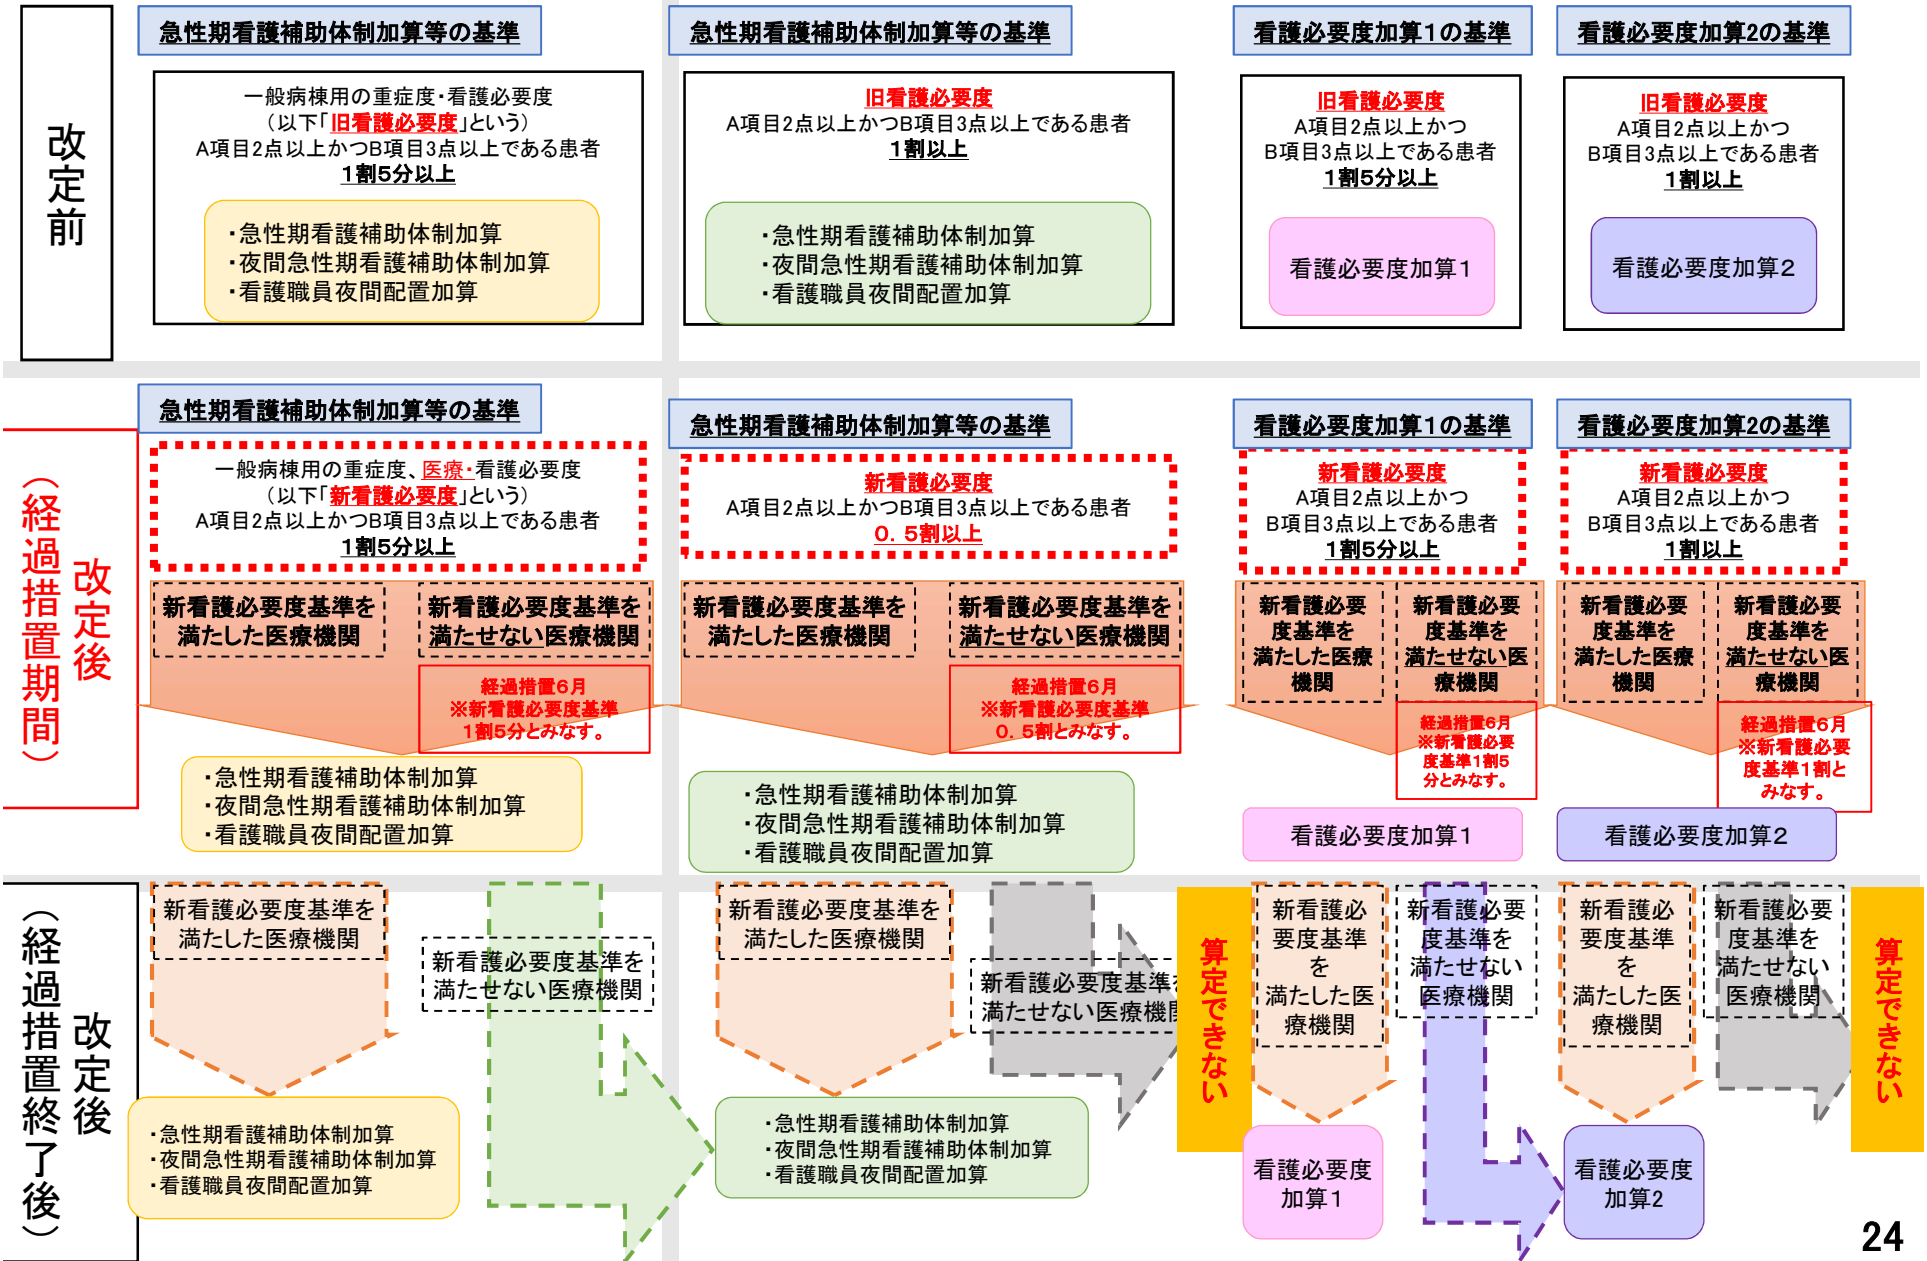 改定前
急性期看護補助体制加算等の基準
一般病棟用の重症度・看護必要度
（以下「旧看護必要度」という）
A項目2点以上かつB項目3点以上である患者
1割5分以上
・急性期看護補助体制加算
・夜間急性期看護補助体制加算
・看護職員夜間配置加算
急性期看護補助体制加算等の基準
旧看護必要度
A項目2点以上かつB項目3点以上である患者
1割以上
・急性期看護補助体制加算
・夜間急性期看護補助体制加算
・看護職員夜間配置加算
看護必要度加算1の基準
旧看護必要度
A項目2点以上かつ
B項目3点以上である患者
1割5分以上
看護必要度加算1
看護必要度加算2の基準
旧看護必要度
A項目2点以上かつ
B項目3点以上である患者
1割以上
看護必要度加算2
改定後
（経過措置期間）
急性期看護補助体制加算等の基準
一般病棟用の重症度、医療・看護必要度
（以下「新看護必要度」という）
A項目2点以上かつB項目3点以上である患者
1割5分以上
新看護必要度基準を
満たした医療機関
新看護必要度基準を
満たせない医療機関
経過措置6月
※新看護必要度基準
1割5分とみなす。
・急性期看護補助体制加算
・夜間急性期看護補助体制加算
・看護職員夜間配置加算
急性期看護補助体制加算等の基準
新看護必要度
A項目2点以上かつB項目3点以上である患者
0．5割以上
新看護必要度基準を
満たした医療機関
新看護必要度基準を
満たせない医療機関
経過措置6月
※新看護必要度基準
0．5割とみなす。
・急性期看護補助体制加算
・夜間急性期看護補助体制加算
・看護職員夜間配置加算
看護必要度加算1の基準
新看護必要度
A項目2点以上かつ
B項目3点以上である患者
1割5分以上
新看護必要
度基準を
満たした医療
機関
新看護必要
度基準を
満たせない医
療機関
経過措置6月
※新看護必要
度基準1割5
分とみなす。
看護必要度加算1
看護必要度加算2の基準
新看護必要度
A項目2点以上かつ
B項目3点以上である患者
1割以上
新看護必要
度基準を
満たした医療
機関
新看護必要
度基準を
満たせない医
療機関
経過措置6月
※新看護必要
度基準1割と
みなす。
看護必要度加算2
改定後
（経過措置終了後）
新看護必要度基準を
満たした医療機関
新看護必要度基準を
満たせない医療機関
・急性期看護補助体制加算
・夜間急性期看護補助体制加算
・看護職員夜間配置加算
新看護必要度基準を
満たした医療機関
新看護必要度基準を
満たせない医療機関
・急性期看護補助体制加算
・夜間急性期看護補助体制加算
・看護職員夜間配置加算
算定できない
新看護必
要度基準
を
満たした医
療機関
新看護必要
度基準を
満たせない
医療機関
看護必要度
加算1
新看護必
要度基準
を
満たした医
療機関
新看護必要
度基準を
満たせない
医療機関
看護必要度
加算2
算定できない
24